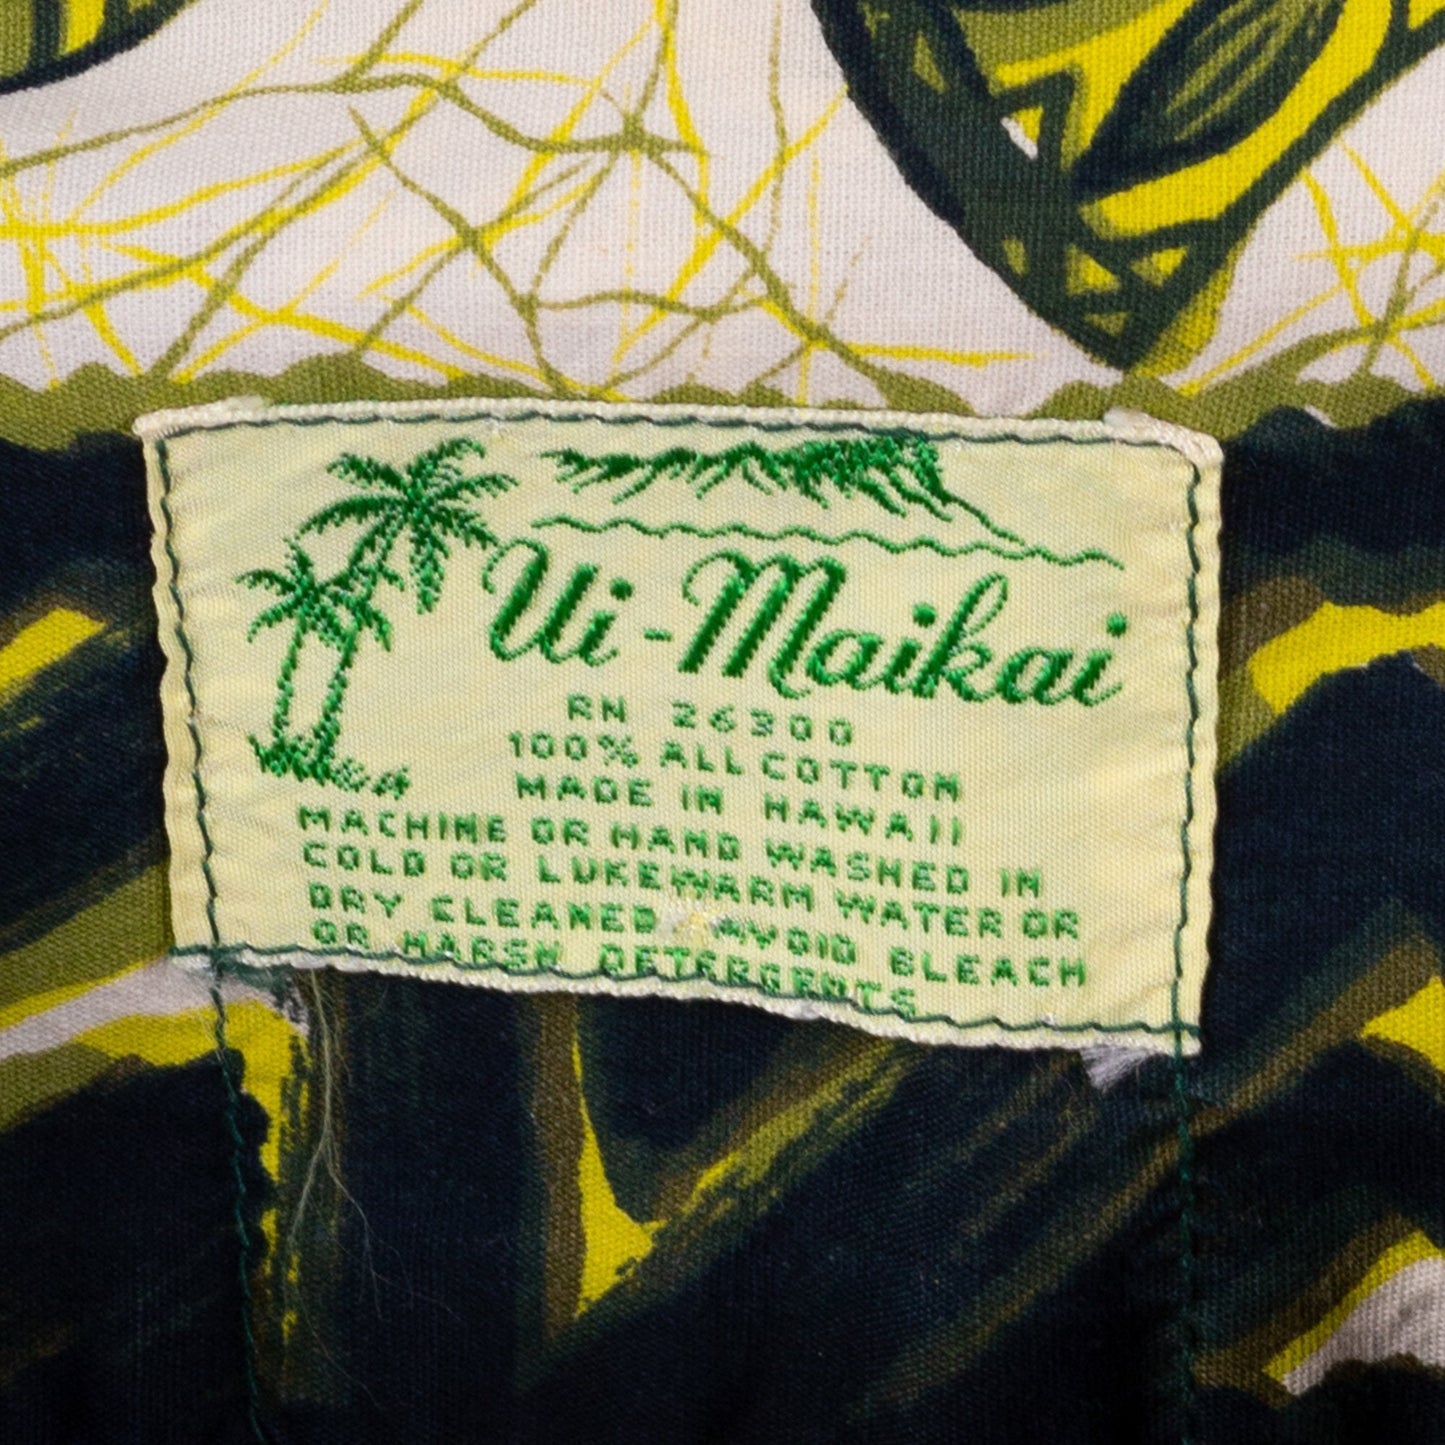 Ui-Maikai
RN 26300
100% ALL COTTON
MADE IN HAWAII
MACHINE OR HAND WASHED IN
COLD OR LUKEWARM WATER OR
DRY CLEANED AVOID BLEACH
OR HARSH DETERGENTS